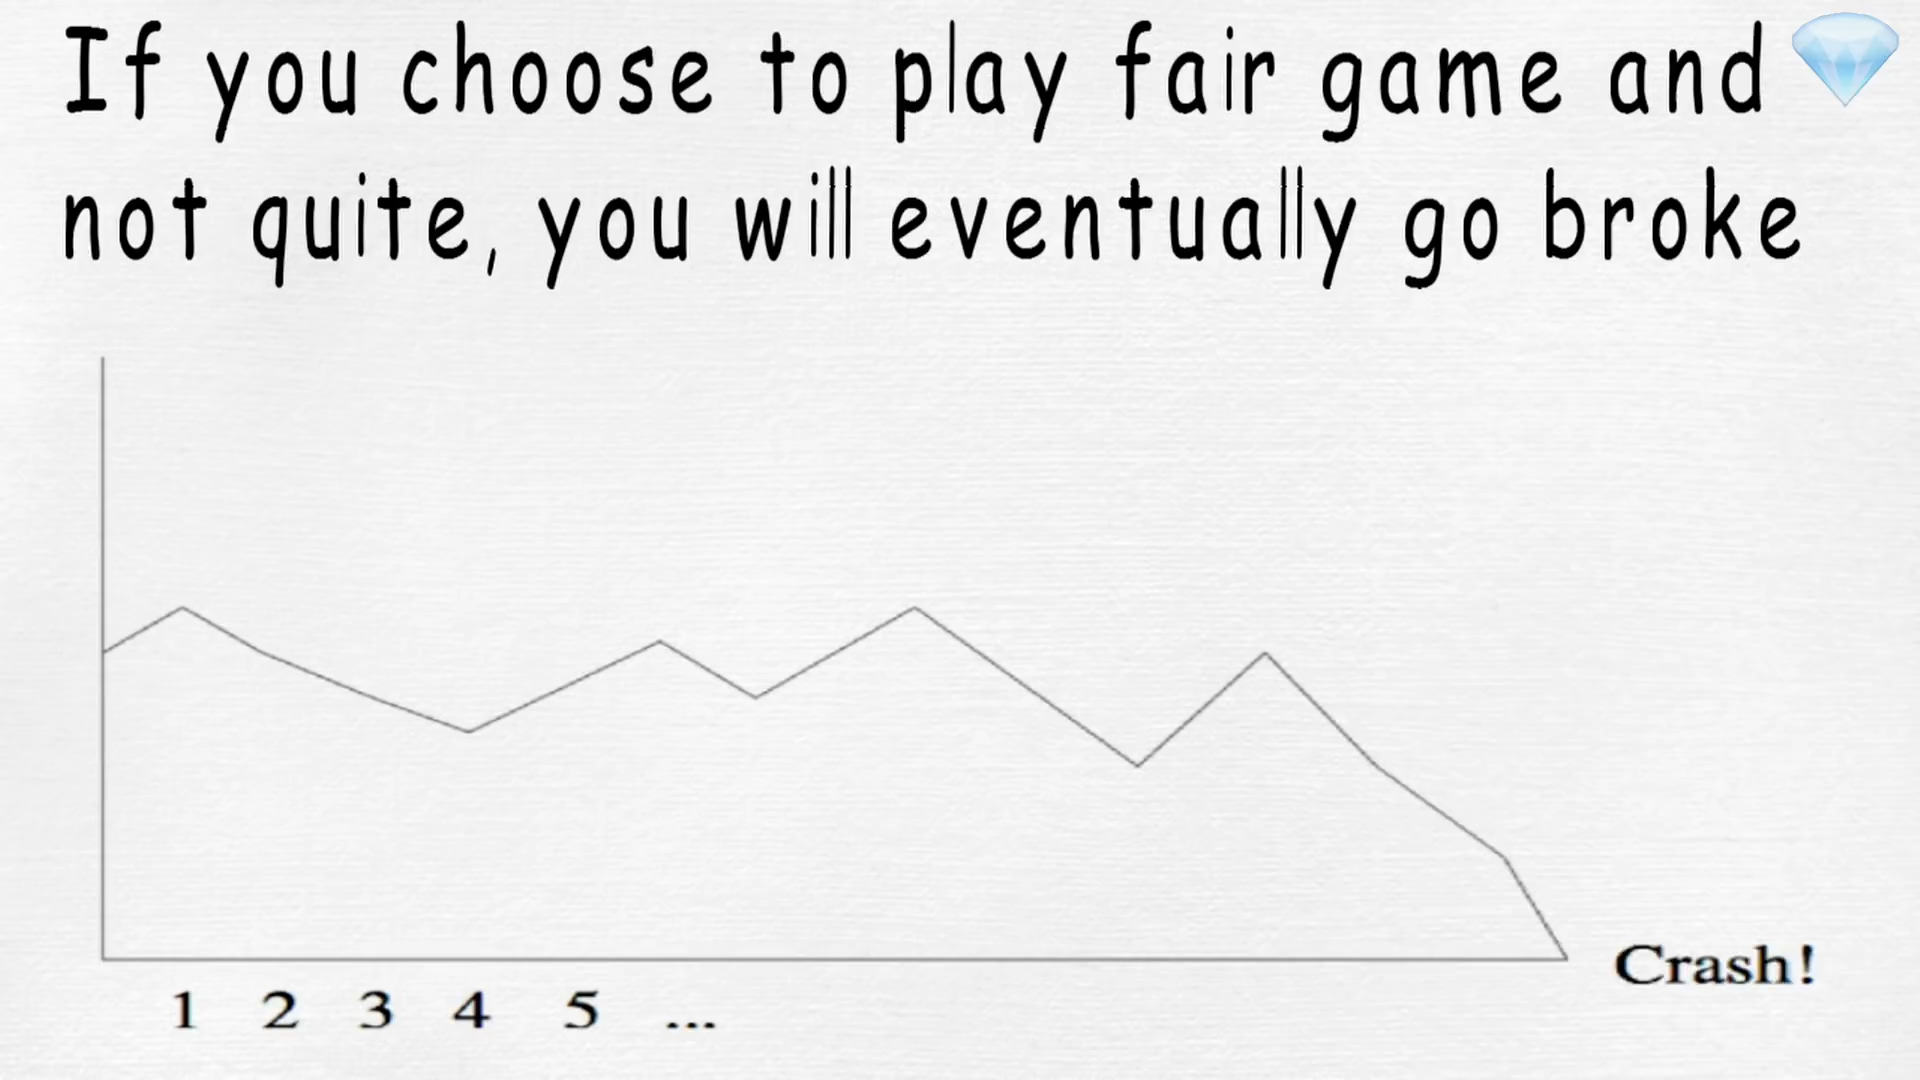 If you choose to play fair game and
not quite, you will eventually go broke
Crash!
1 2 3 4 5 ...